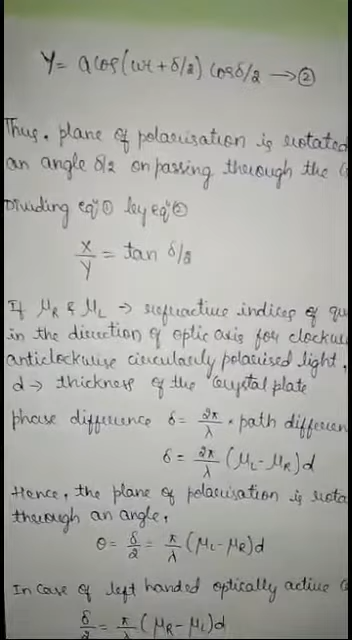 Y = a cos(ωt + δ/2) cos δ/2 → ②
Thus, plane of polarisation is rotated
an angle δ/2 on passing through the
Dividing eqⁿ ① by eqⁿ ②
X/Y = tan δ/2
If μR & μL → refractive indices of
in the direction of optic axis for
anticlockwise circularly polarised light,
d → thickness of the crystal plate
phase difference δ = 2π/λ × path
δ = 2π/λ (μL - μR)d
Hence, the plane of polarisation is
through an angle,
θ = δ/2 = π/λ (μL - μR)d
In case of left handed optically active
δ/2 = π/λ (μR - μL)d